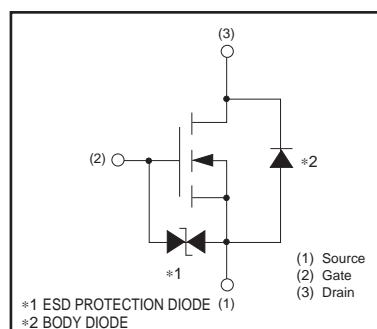 (3)
(2)
∗2
∗1
(1) Source
(2) Gate
(3) Drain
∗1 ESD PROTECTION DIODE
(1)
∗2 BODY DIODE